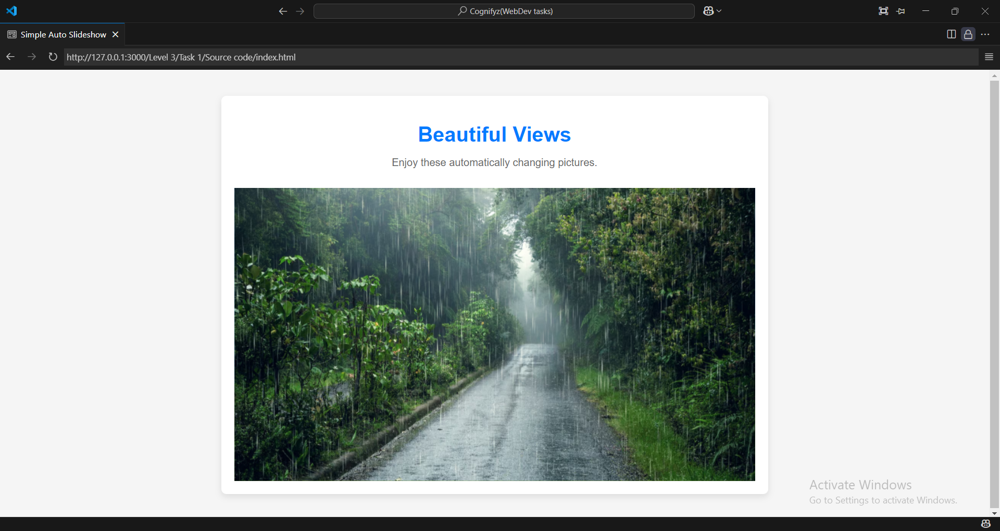 Cognifyz(WebDev tasks)
Simple Auto Slideshow
http://127.0.0.1:3000/Level 3/Task 1/Source code/index.html
Beautiful Views
Enjoy these automatically changing pictures.
Activate Windows
Go to Settings to activate Windows.